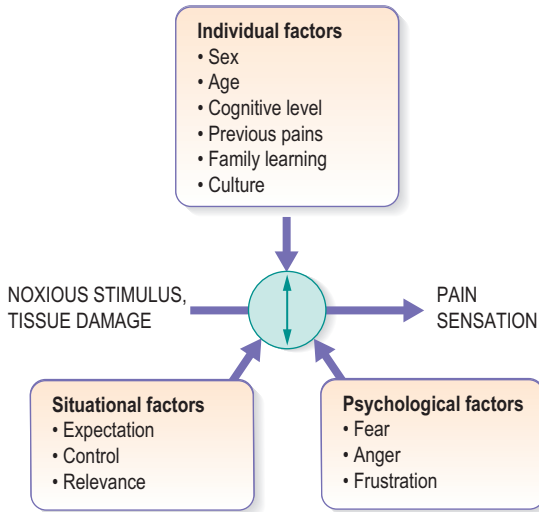 Individual factors
• Sex
• Age
• Cognitive level
• Previous pains
• Family learning
• Culture
NOXIOUS STIMULUS,
TISSUE DAMAGE
PAIN
SENSATION
Situational factors
• Expectation
• Control
• Relevance
Psychological factors
• Fear
• Anger
• Frustration